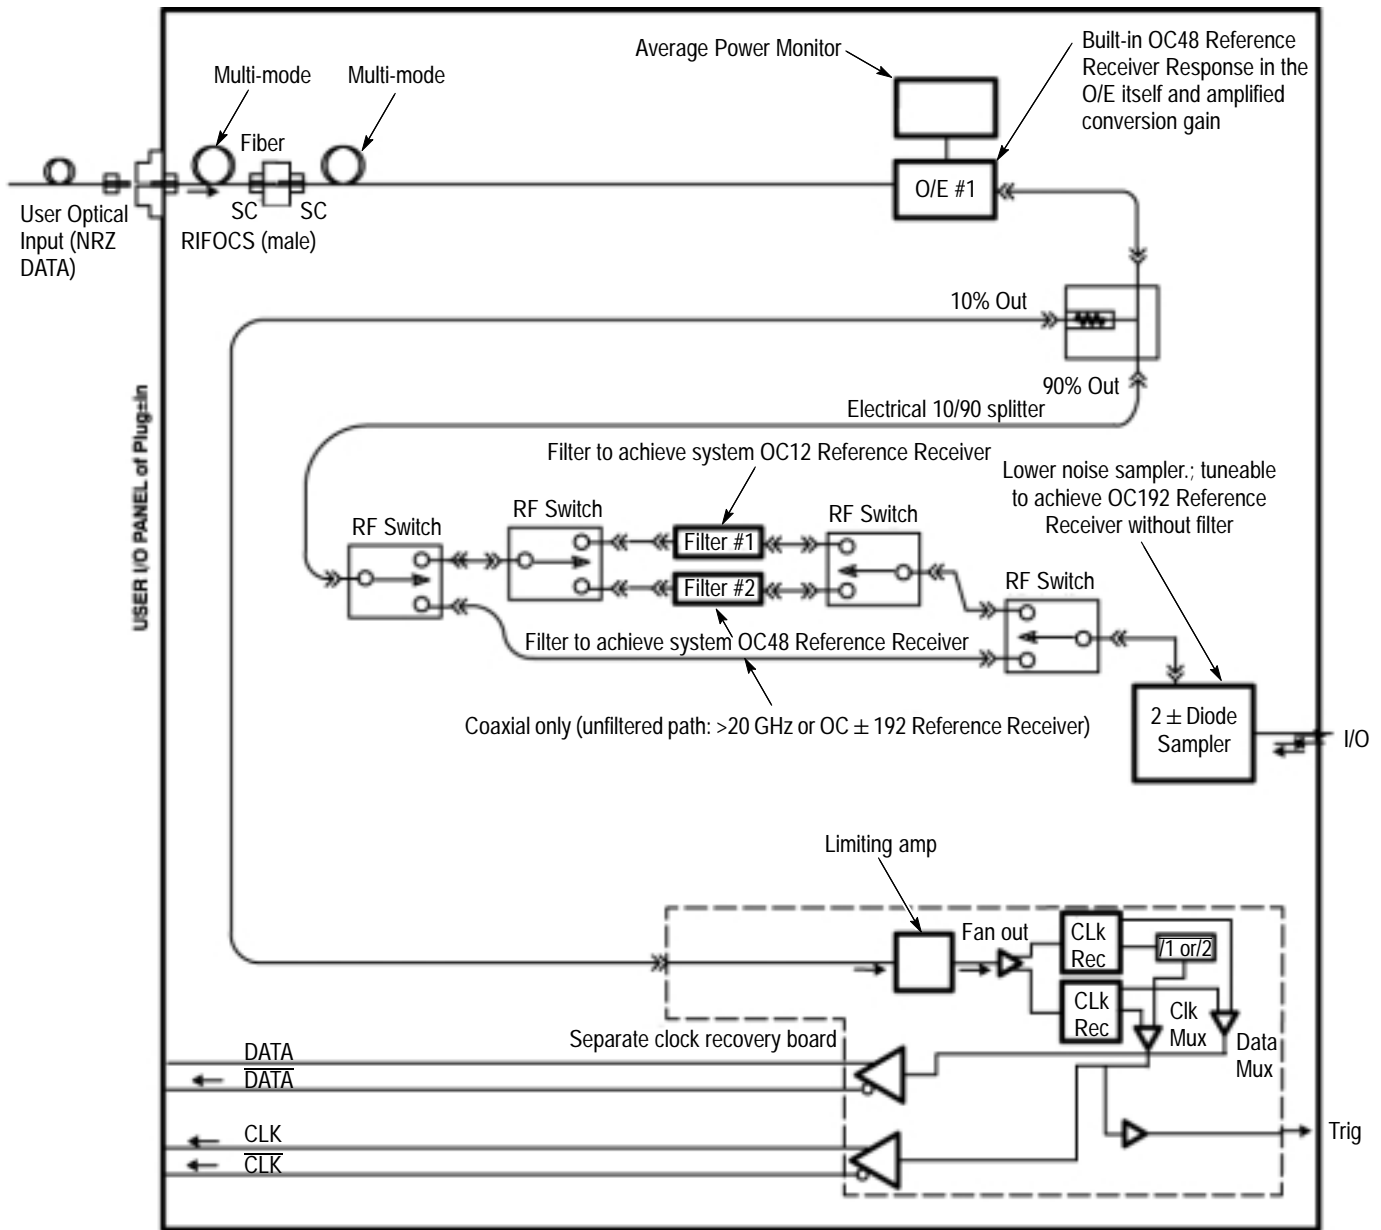 Average Power Monitor
Built-in OC48 Reference
Receiver Response in the
O/E itself and amplified
conversion gain
Multi-mode
Multi-mode
Fiber
O/E #1
SC
SC
User Optical
Input (NRZ
DATA)
RIFOCS (male)
10% Out
90% Out
Electrical 10/90 splitter
USER I/O PANEL of Plug±in
Filter to achieve system OC12 Reference Receiver
Lower noise sampler.; tuneable
to achieve OC192 Reference
Receiver without filter
RF Switch
RF Switch
RF Switch
RF Switch
Filter #1
Filter #2
Filter to achieve system OC48 Reference Receiver
Coaxial only (unfiltered path: >20 GHz or OC ± 192 Reference Receiver)
2 ± Diode
Sampler
I/O
Limiting amp
Fan out
CLk
Rec
/1 or/2
CLk
Rec
Clk
Mux
Data
Mux
Separate clock recovery board
DATA
DATA
CLK
CLK
Trig